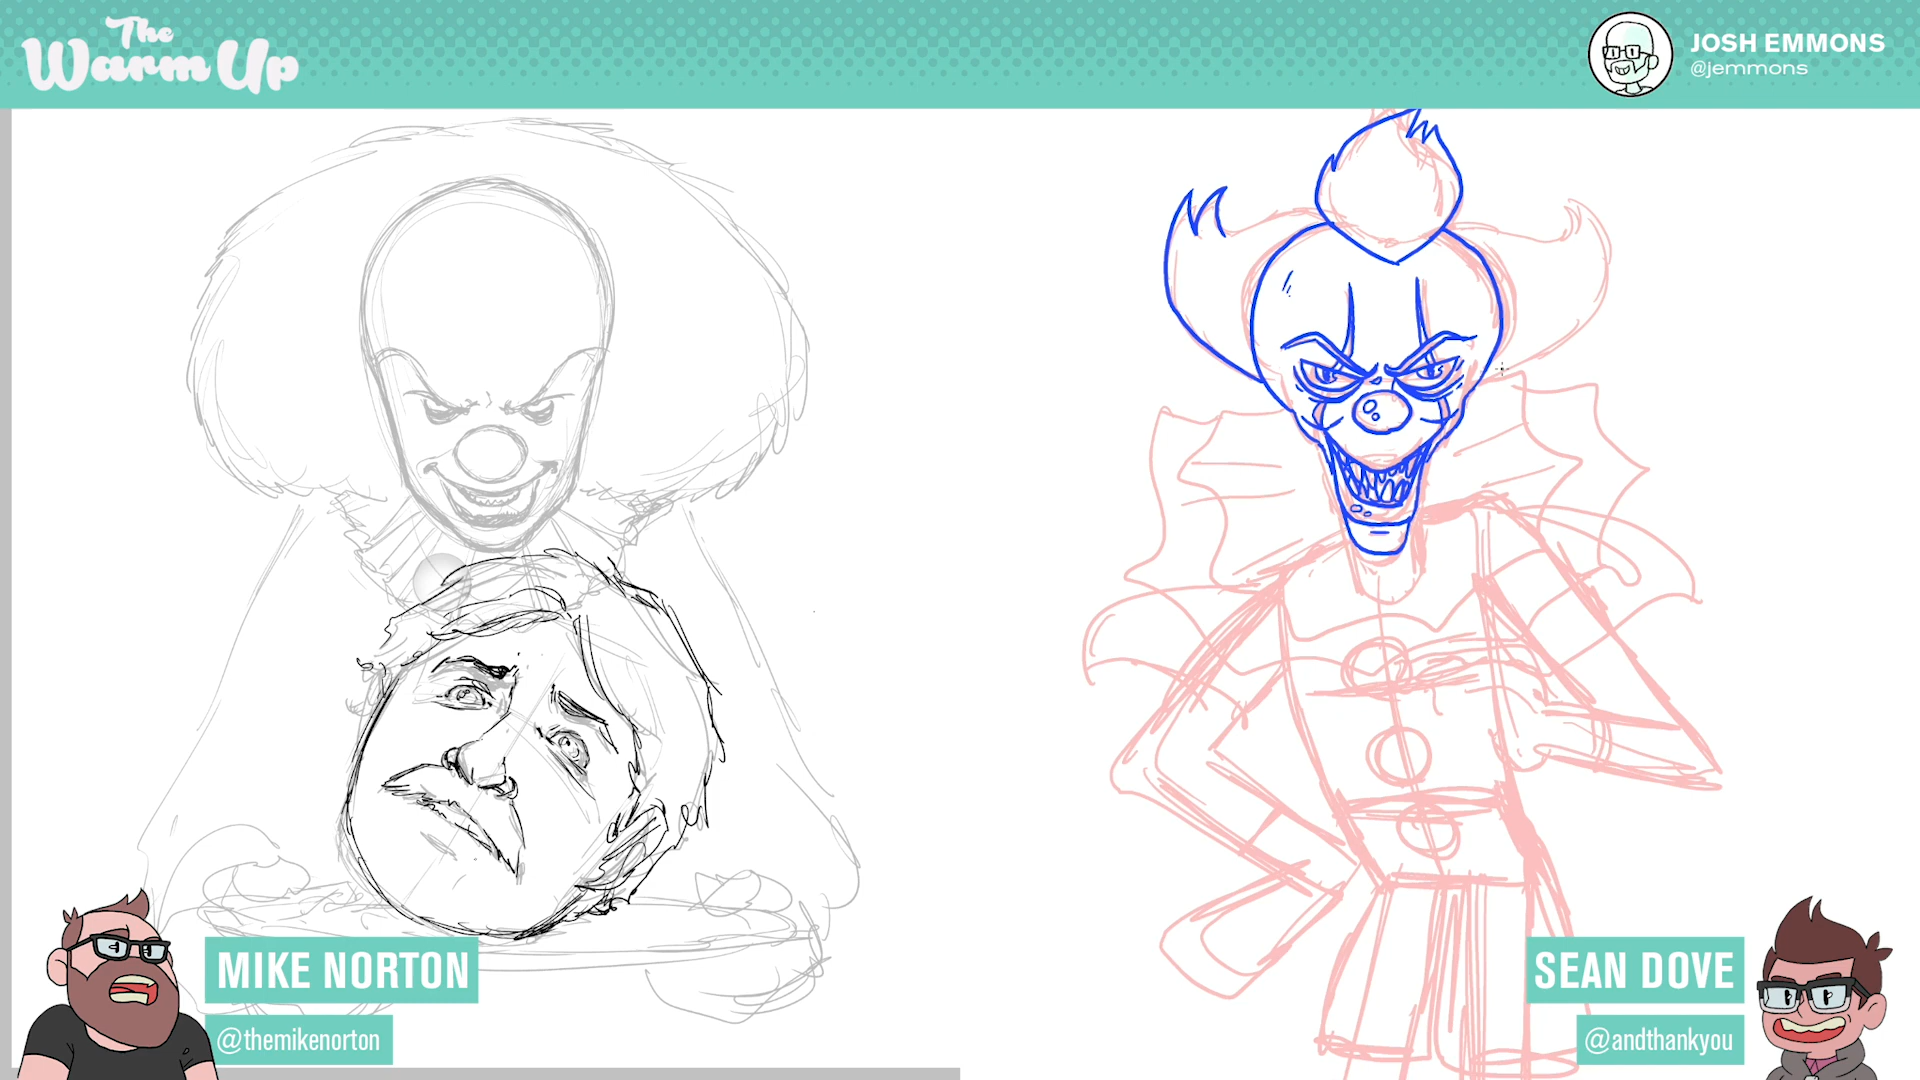 The
Warm Up
JOSH EMMONS
@jemmons
MIKE NORTON
@themikenorton
SEAN DOVE
@andthankyou